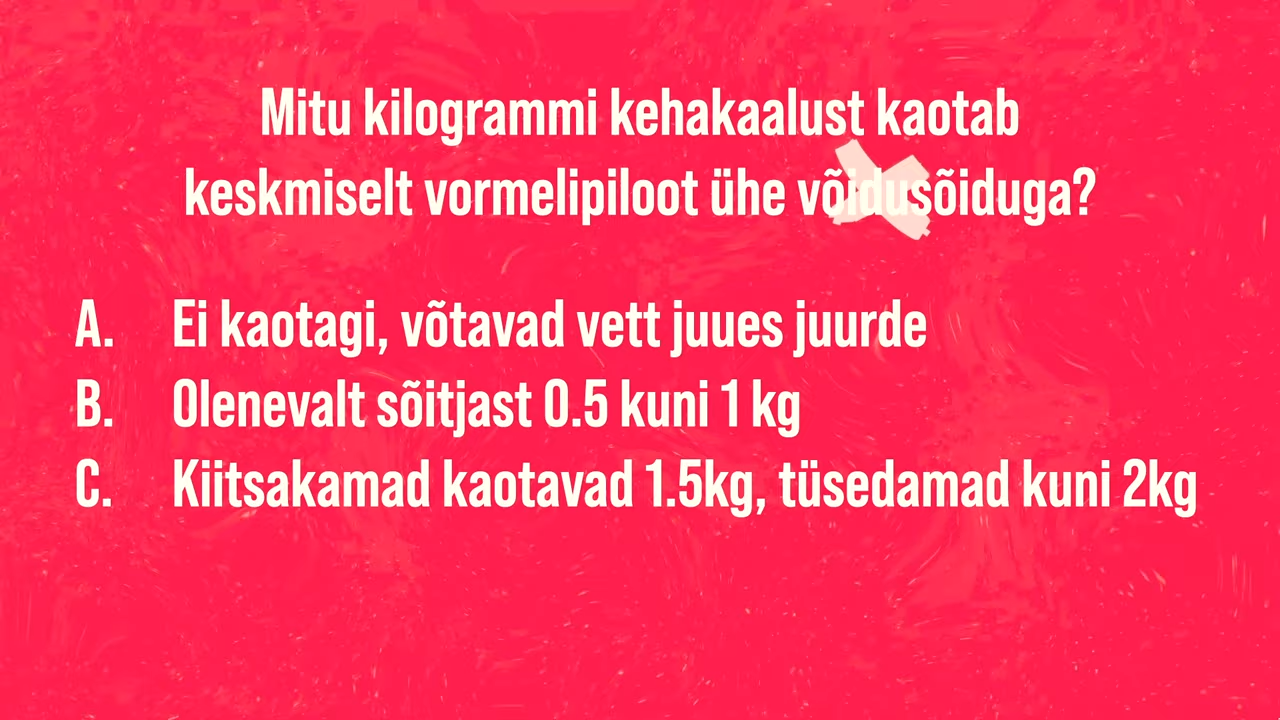 Mitu kilogrammi kehakaalust kaotab
keskmiselt vormelipiloot ühe võidusõiduga?
A. Ei kaotagi, võtavad vett juues juurde
B. Olenevalt sõitjast 0.5 kuni 1 kg
C. Kiitsakamad kaotavad 1.5kg, tüsedamad kuni 2kg